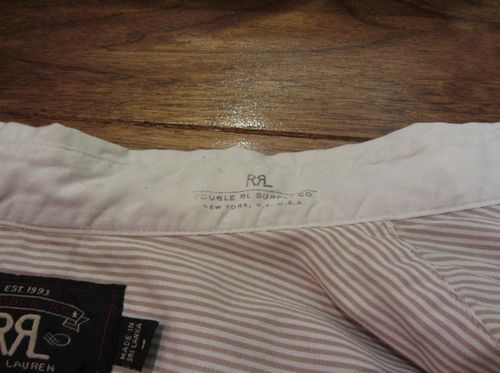 RRL
DOUBLE RL SUPPLY CO
NEW YORK, N.Y. U.S.A.
EST. 1993
RRL
LAUREN
MADE IN
SRI LANKA
L